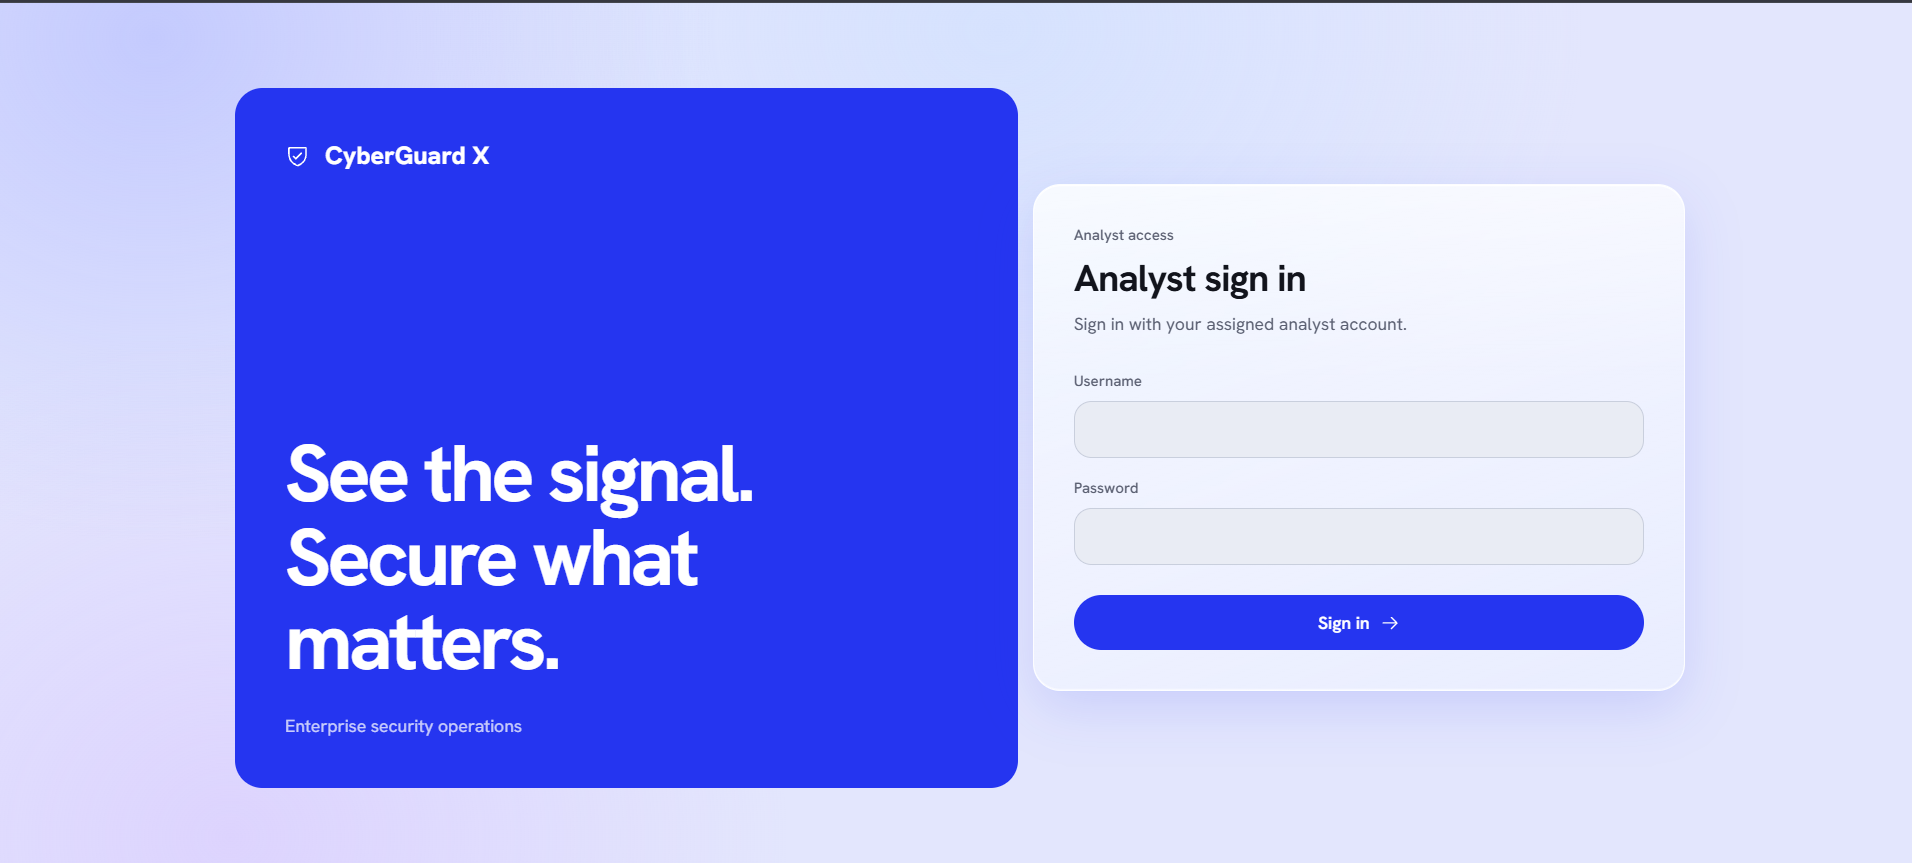 CyberGuard X
See the signal.
Secure what
matters.
Enterprise security operations
Analyst access
Analyst sign in
Sign in with your assigned analyst account.
Username
Password
Sign in →